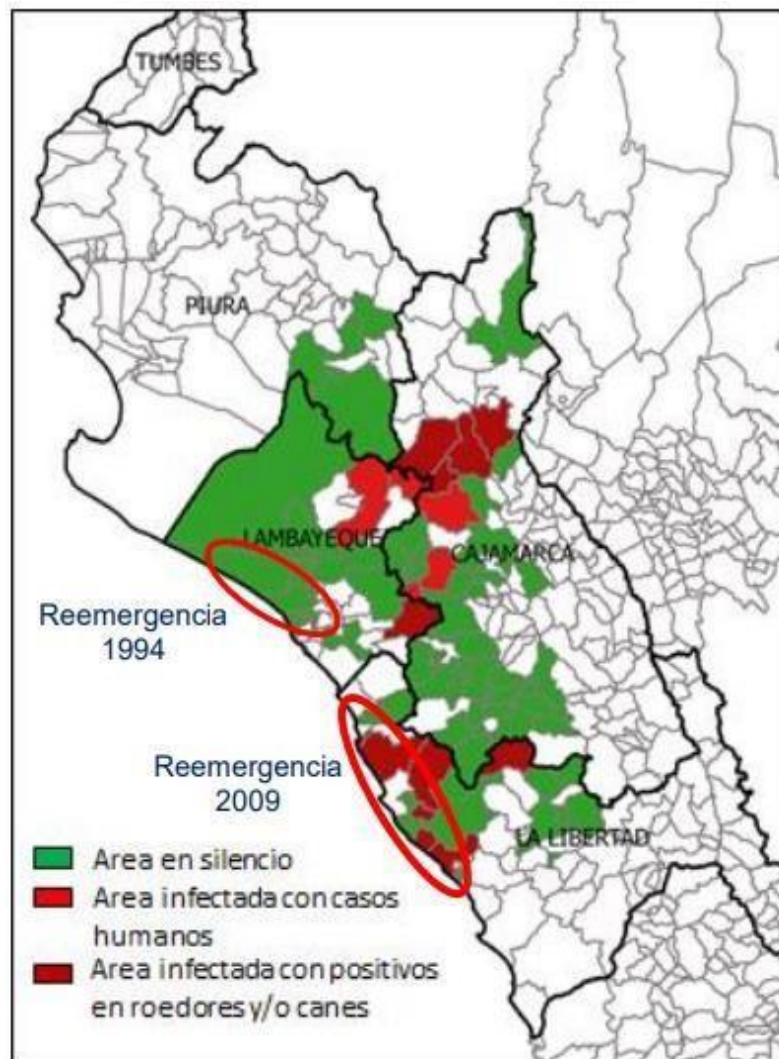 TUMBES
PIURA
LAMBAYEQUE
CAJAMARCA
Reemergencia
1994
Reemergencia
2009
LA LIBERTAD
Area en silencio
Area infectada con casos
humanos
Area infectada con positivos
en roedores y/o canes